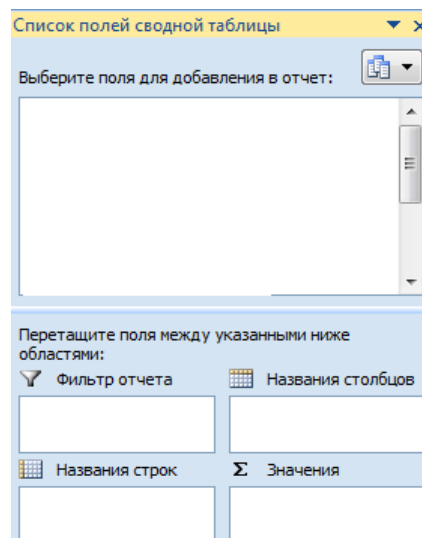 Список полей сводной таблицы
Выберите поля для добавления в отчет:
Перетащите поля между указанными ниже
областями:
Фильтр отчета
Названия столбцов
Названия строк
Σ Значения